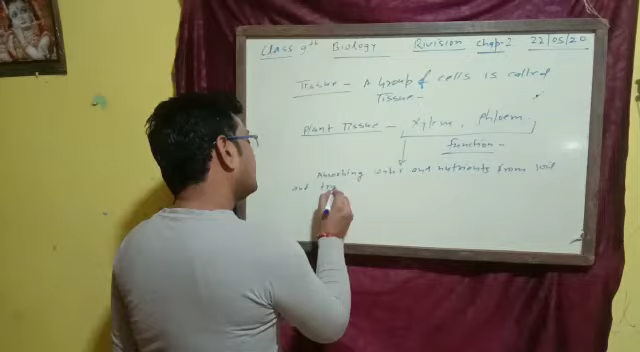 Class 9th Biology Rivision chap-2 22/05/20
Tissue - A Group of cells is called
Tissue -
Plant Tissue - Xylem, Phloem
function -
Absorbing water and nutrients from soil
and tra